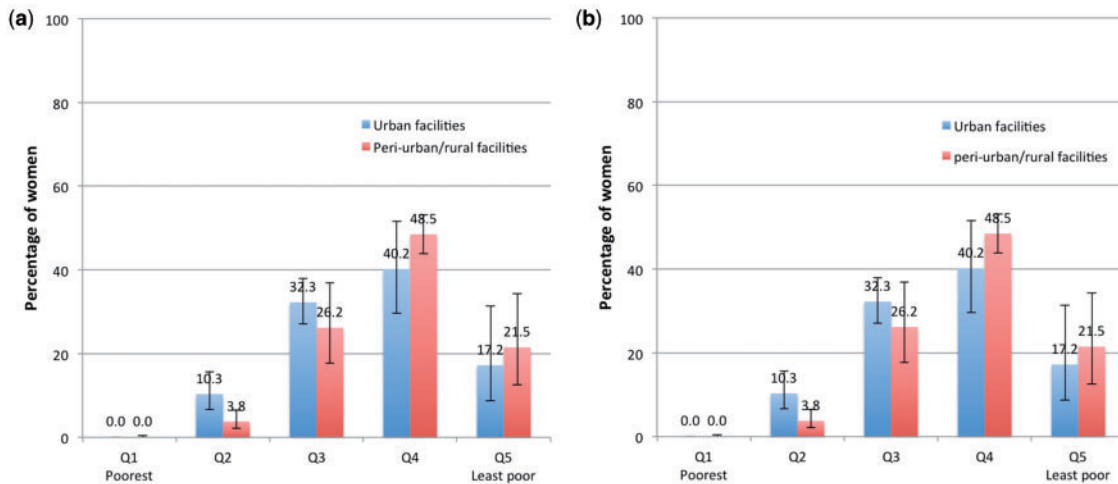 (a)
100
80
60
40
20
0
Percentage of women
Urban facilities
Peri-urban/rural facilities
0.0 0.0
10.3
3.8
32.3
26.2
40.2
48.5
17.2
21.5
Q1 Q2 Q3 Q4 Q5
Poorest Least poor
(b)
100
80
60
40
20
0
Percentage of women
Urban facilities
peri-urban/rural facilities
0.0 0.0
10.3
3.8
32.3
26.2
40.2
48.5
17.2
21.5
Q1 Q2 Q3 Q4 Q5
Poorest Least poor